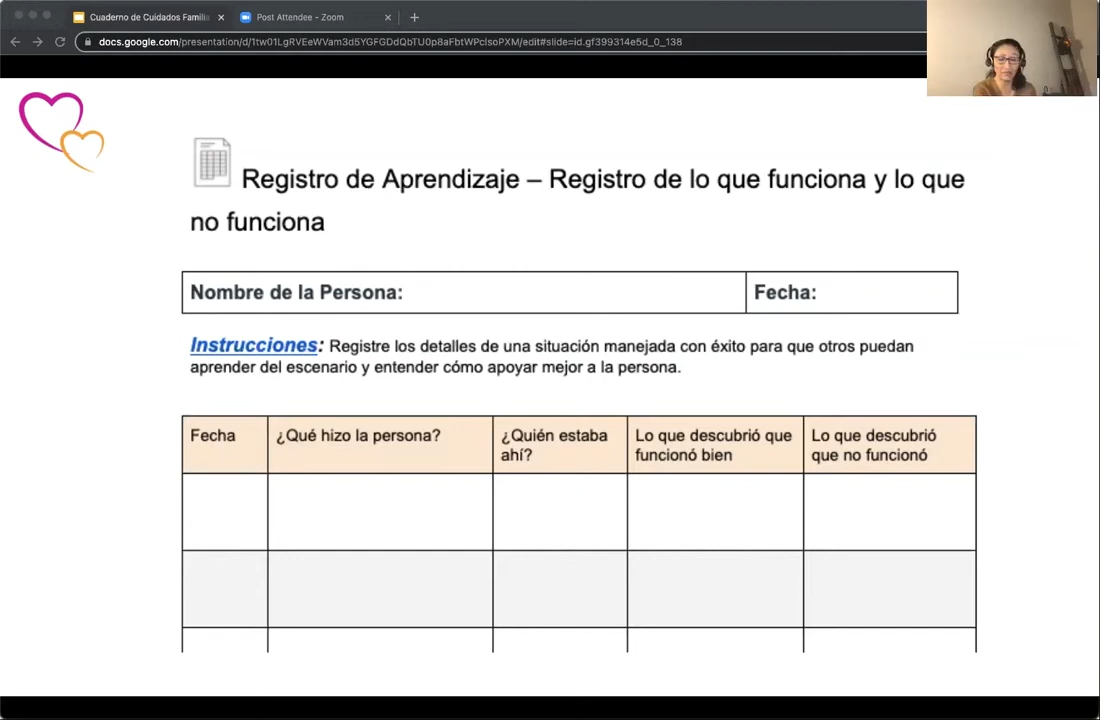 Cuaderno de Cuidados Famili
Post Attendee - Zoom
docs.google.com/presentation/d/1tw01LgRVEeWVam3d5YGFGDdQbTU0p8aFbtWPclsoPXM/edit#slide=id.gf399314e5d_0_138
Registro de Aprendizaje – Registro de lo que funciona y lo que
no funciona
Nombre de la Persona: Fecha:
Instrucciones: Registre los detalles de una situación manejada con éxito para que otros puedan
aprender del escenario y entender cómo apoyar mejor a la persona.
Fecha ¿Qué hizo la persona? ¿Quién estaba Lo que descubrió que Lo que descubrió
ahí? funcionó bien que no funcionó